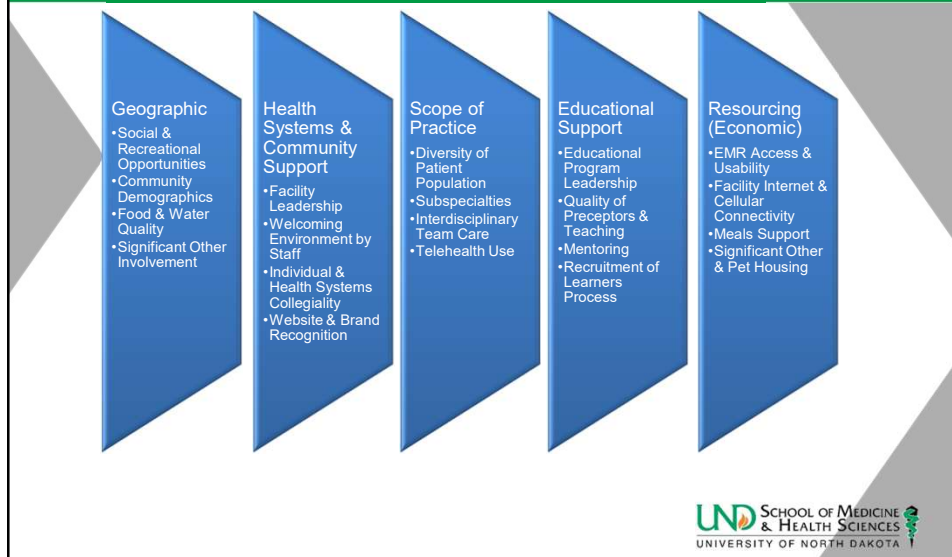 Geographic
•Social &
Recreational
Opportunities
•Community
Demographics
•Food & Water
Quality
•Significant Other
Involvement
Health
Systems &
Community
Support
•Facility
Leadership
•Welcoming
Environment by
Staff
•Individual &
Health Systems
Collegiality
•Website & Brand
Recognition
Scope of
Practice
•Diversity of
Patient
Population
•Subspecialties
•Interdisciplinary
Team Care
•Telehealth Use
Educational
Support
•Educational
Program
Leadership
•Quality of
Preceptors &
Teaching
•Mentoring
•Recruitment of
Learners
Process
Resourcing
(Economic)
•EMR Access &
Usability
•Facility Internet &
Cellular
Connectivity
•Meals Support
•Significant Other
& Pet Housing
UND SCHOOL OF MEDICINE
& HEALTH SCIENCES
UNIVERSITY OF NORTH DAKOTA